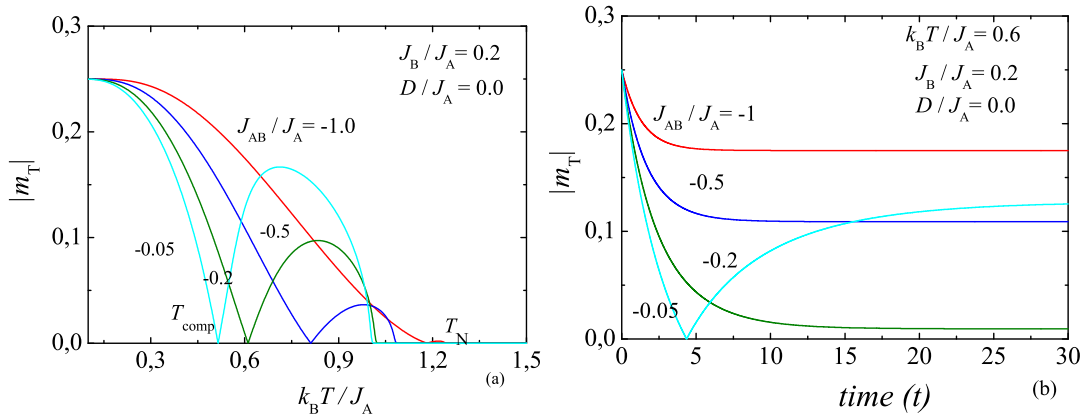 0,3
0,2
0,1
0,0
|m_T|
J_B / J_A = 0.2
D / J_A = 0.0
J_AB / J_A = -1.0
-0.5
-0.05
-0.2
T_comp
T_N
0,3 0,6 0,9 1,2 1,5
k_B T / J_A
(a)
0,3
0,2
0,1
0,0
|m_T|
k_B T / J_A = 0.6
J_B / J_A = 0.2
D / J_A = 0.0
J_AB / J_A = -1
-0.5
-0.2
-0.05
0 5 10 15 20 25 30
time (t)
(b)